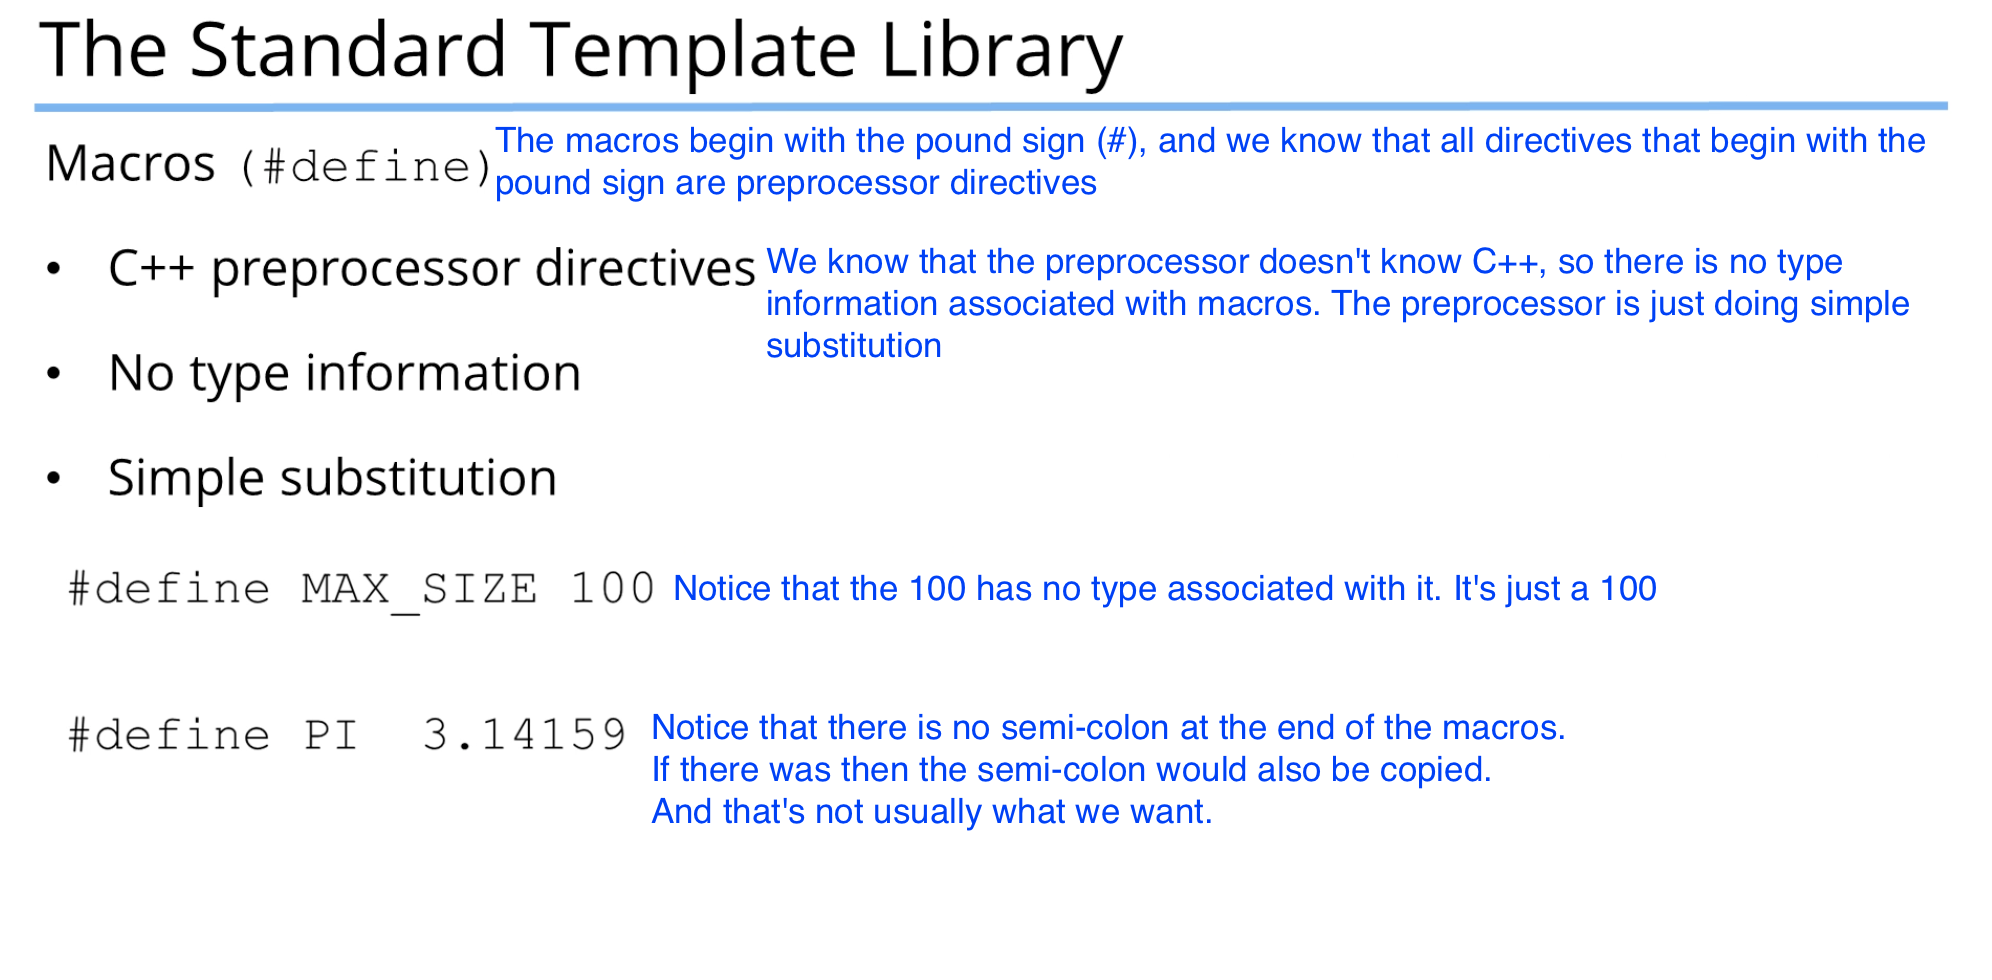 The Standard Template Library
Macros (#define)
The macros begin with the pound sign (#), and we know that all directives that begin with the
pound sign are preprocessor directives
• C++ preprocessor directives
We know that the preprocessor doesn't know C++, so there is no type
information associated with macros. The preprocessor is just doing simple
substitution
• No type information
• Simple substitution
#define MAX_SIZE 100
Notice that the 100 has no type associated with it. It's just a 100
#define PI 3.14159
Notice that there is no semi-colon at the end of the macros.
If there was then the semi-colon would also be copied.
And that's not usually what we want.